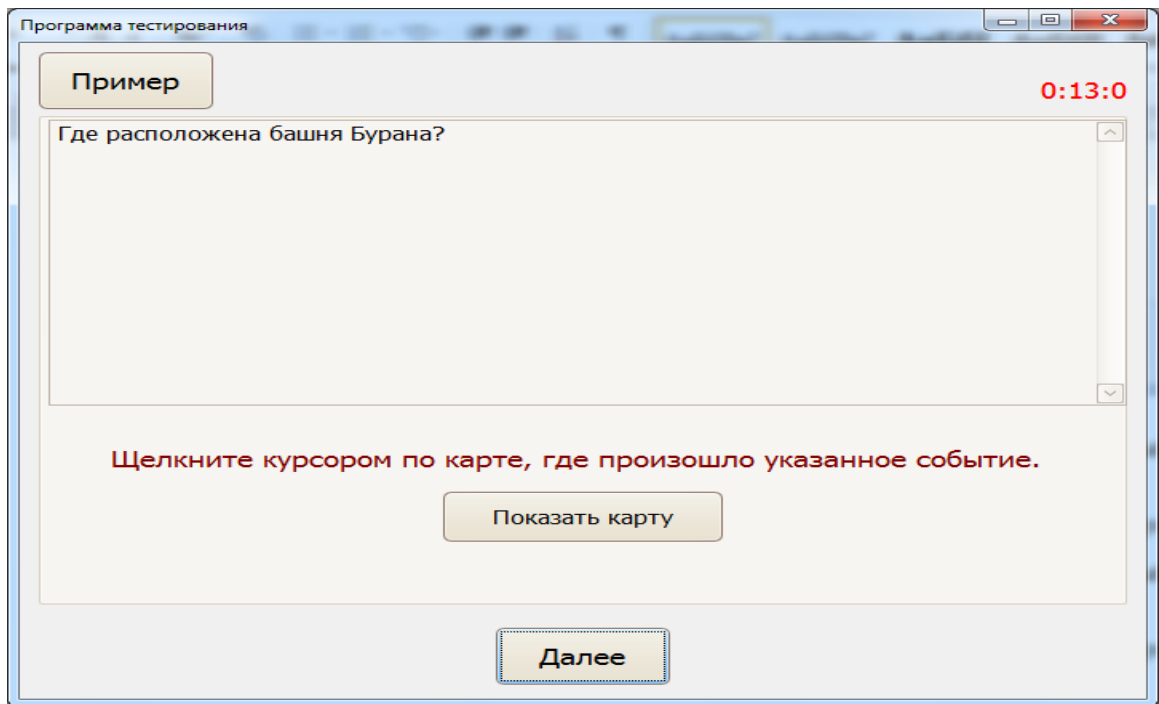 Программа тестирования
Пример
0:13:0
Где расположена башня Бурана?
Щелкните курсором по карте, где произошло указанное событие.
Показать карту
Далее